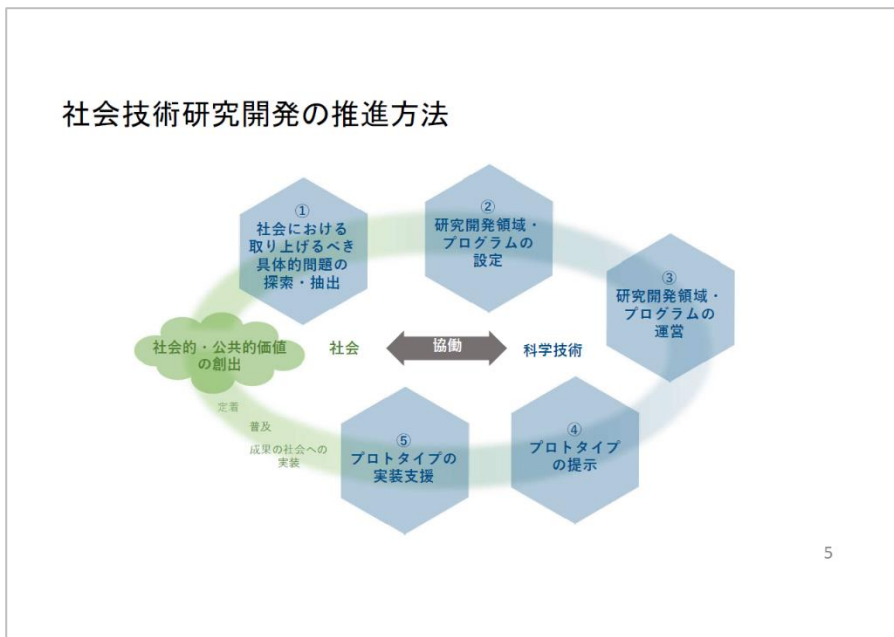 社会技術研究開発の推進方法
①
社会における
取り上げるべき
具体的問題の
探索・抽出
②
研究開発領域・
プログラムの
設定
③
研究開発領域・
プログラムの
運営
社会的・公共的価値
の創出
社会
協働
科学技術
定着
普及
成果の社会への
実装
⑤
プロトタイプの
実装支援
④
プロトタイプ
の提示
5